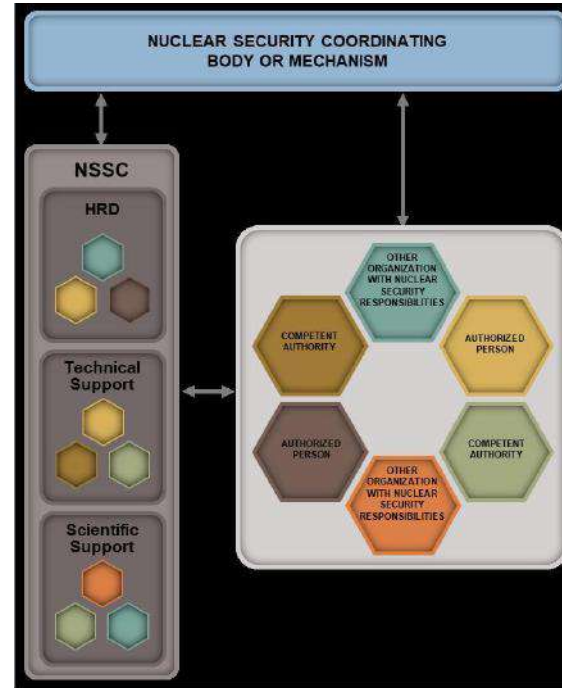 NUCLEAR SECURITY COORDINATING
BODY OR MECHANISM
NSSC
HRD
Technical
Support
Scientific
Support
OTHER
ORGANIZATION
WITH NUCLEAR
SECURITY
RESPONSIBILITIES
COMPETENT
AUTHORITY
AUTHORIZED
PERSON
AUTHORIZED
PERSON
COMPETENT
AUTHORITY
OTHER
ORGANIZATION
WITH NUCLEAR
SECURITY
RESPONSIBILITIES